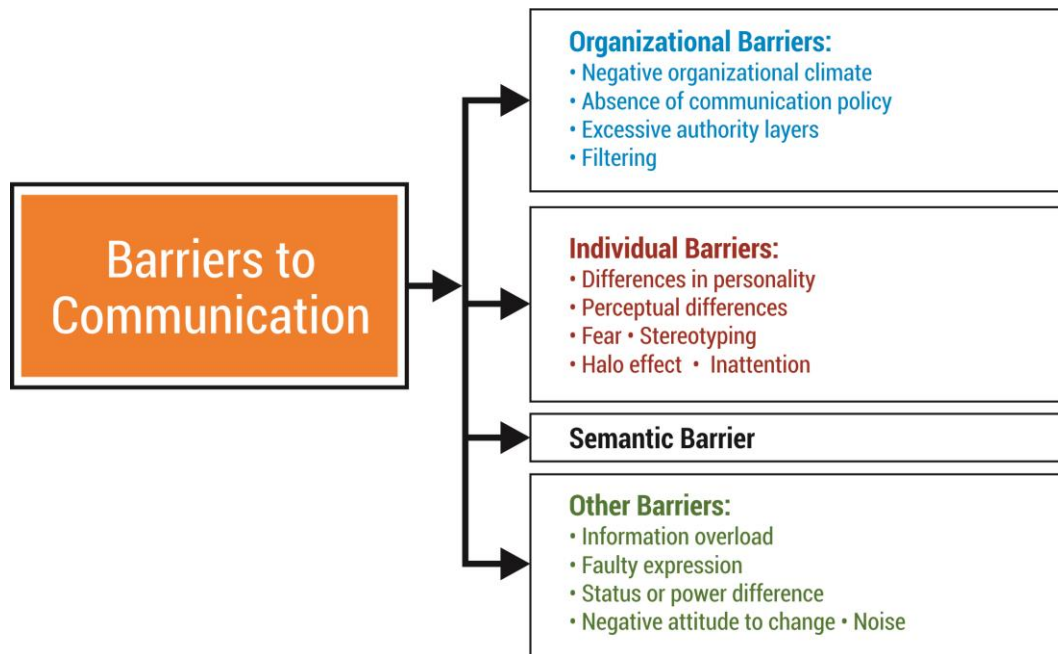 Barriers to
Communication
Organizational Barriers:
• Negative organizational climate
• Absence of communication policy
• Excessive authority layers
• Filtering
Individual Barriers:
• Differences in personality
• Perceptual differences
• Fear • Stereotyping
• Halo effect • Inattention
Semantic Barrier
Other Barriers:
• Information overload
• Faulty expression
• Status or power difference
• Negative attitude to change • Noise